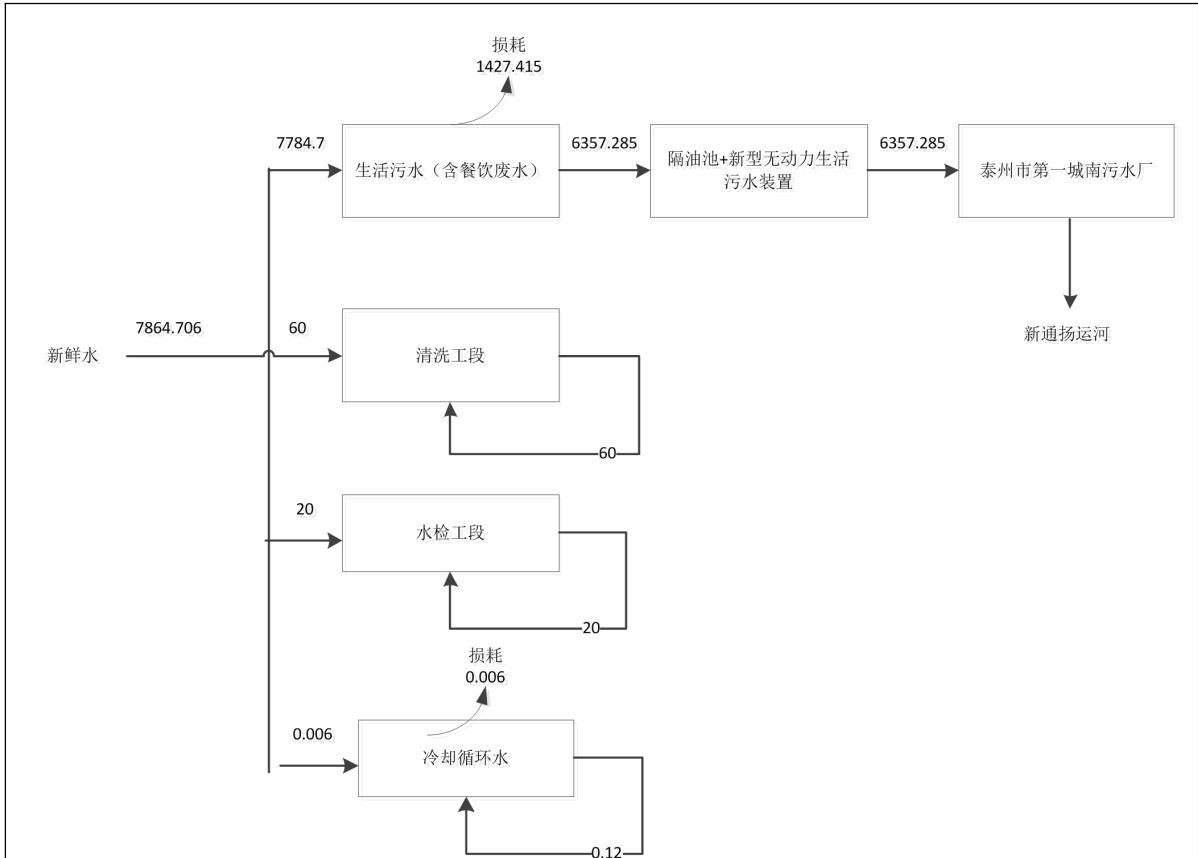 损耗
1427.415
7784.7
生活污水（含餐饮废水）
6357.285
隔油池+新型无动力生活
污水装置
6357.285
泰州市第一城南污水厂
新通扬运河
新鲜水
7864.706
60
清洗工段
60
20
水检工段
20
损耗
0.006
0.006
冷却循环水
0.12